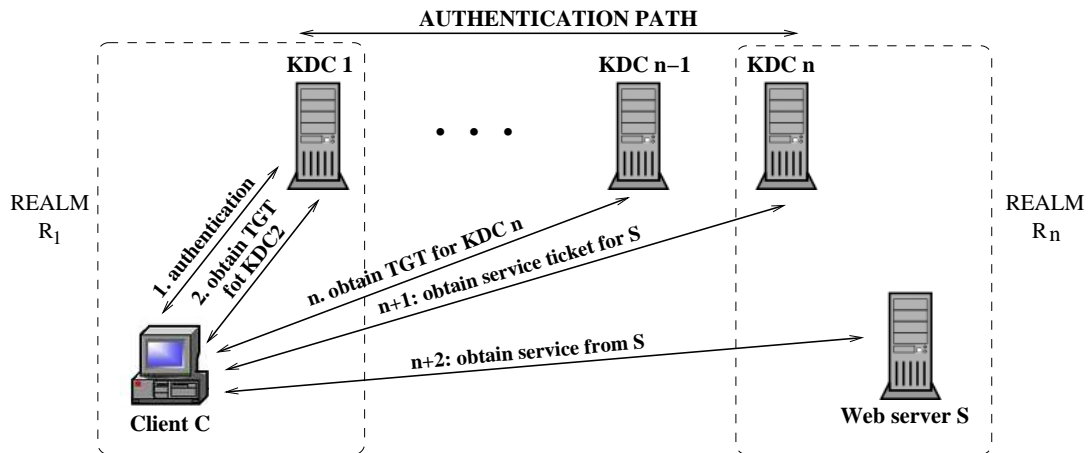 AUTHENTICATION PATH
KDC 1
KDC n−1
KDC n
REALM
R1
REALM
Rn
1. authentication
2. obtain TGT
fot KDC2
n. obtain TGT for KDC n
n+1: obtain service ticket for S
n+2: obtain service from S
Client C
Web server S